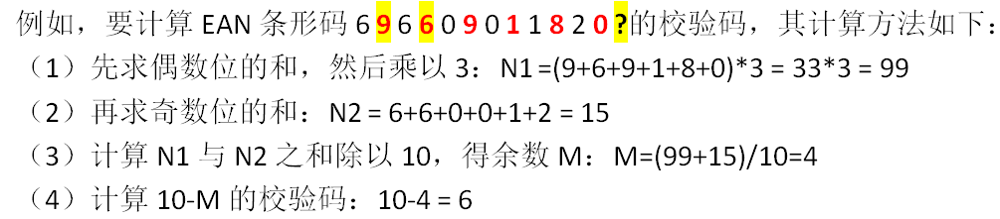 例如，要计算 EAN 条形码 6 9 6 6 0 9 0 1 1 8 2 0 ?的校验码，其计算方法如下：
（1）先求偶数位的和，然后乘以 3：N1 =(9+6+9+1+8+0)*3 = 33*3 = 99
（2）再求奇数位的和：N2 = 6+6+0+0+1+2 = 15
（3）计算 N1 与 N2 之和除以 10，得余数 M：M=(99+15)/10=4
（4）计算 10-M 的校验码：10-4 = 6